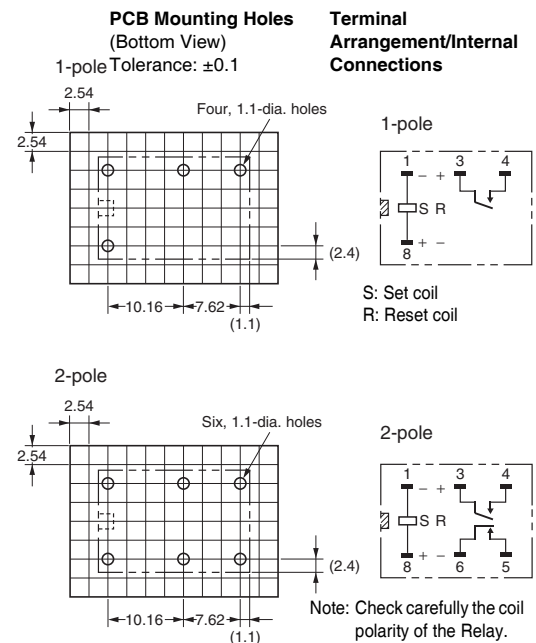 PCB Mounting Holes
(Bottom View)
Tolerance: ±0.1
Terminal
Arrangement/Internal
Connections
1-pole
2.54
2.54
Four, 1.1-dia. holes
(2.4)
10.16
7.62
(1.1)
1-pole
1
3
4
- +
S R
+ -
8
S: Set coil
R: Reset coil
2-pole
2.54
2.54
Six, 1.1-dia. holes
(2.4)
10.16
7.62
(1.1)
2-pole
1
3
4
- +
S R
+ -
8
6
5
Note: Check carefully the coil
polarity of the Relay.